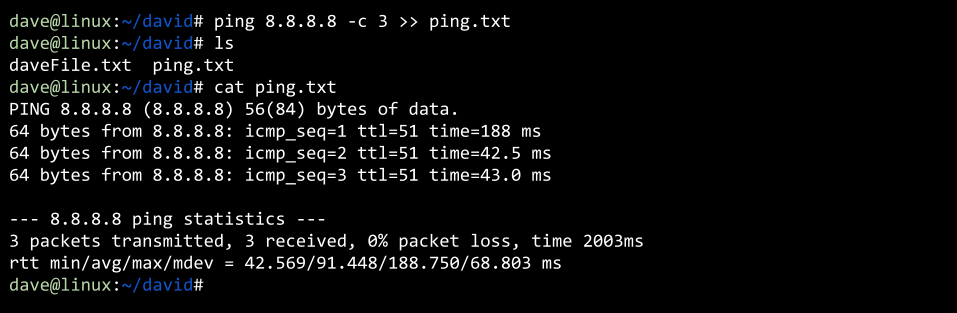 dave@linux:~/david# ping 8.8.8.8 -c 3 >> ping.txt
dave@linux:~/david# ls
daveFile.txt  ping.txt
dave@linux:~/david# cat ping.txt
PING 8.8.8.8 (8.8.8.8) 56(84) bytes of data.
64 bytes from 8.8.8.8: icmp_seq=1 ttl=51 time=188 ms
64 bytes from 8.8.8.8: icmp_seq=2 ttl=51 time=42.5 ms
64 bytes from 8.8.8.8: icmp_seq=3 ttl=51 time=43.0 ms

--- 8.8.8.8 ping statistics ---
3 packets transmitted, 3 received, 0% packet loss, time 2003ms
rtt min/avg/max/mdev = 42.569/91.448/188.750/68.803 ms
dave@linux:~/david#